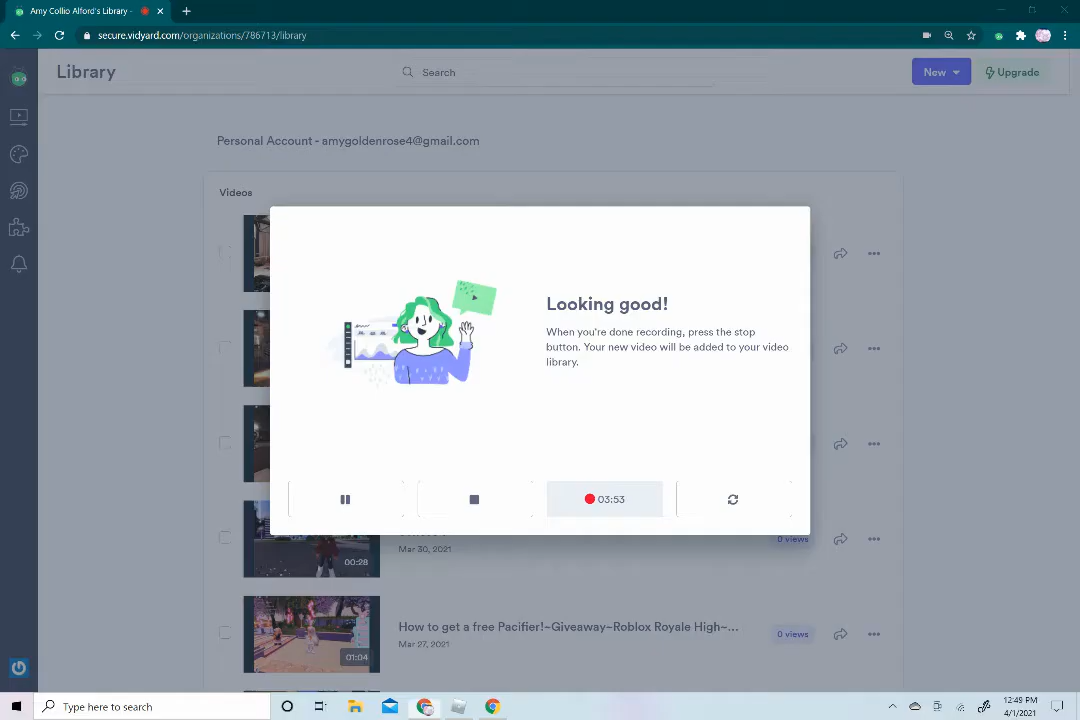 Amy Collio Alford's Library -
secure.vidyard.com/organizations/786713/library
Library
Search
New
Upgrade
Personal Account - amygoldenrose4@gmail.com
Videos
Looking good!
When you're done recording, press the stop
button. Your new video will be added to your video
library.
03:53
0 views
Mar 30, 2021
00:28
How to get a free Pacifier!~Giveaway~Roblox Royale High~...
0 views
Mar 27, 2021
01:04
Type here to search
12:49 PM
4/1/2021